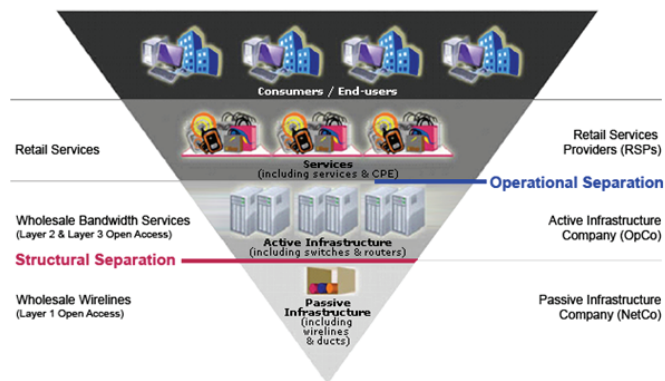 Consumers / End-users
Retail Services
Services
(including services & CPE)
Retail Services
Providers (RSPs)
Operational Separation
Wholesale Bandwidth Services
(Layer 2 & Layer 3 Open Access)
Active Infrastructure
(including switches & routers)
Active Infrastructure
Company (OpCo)
Structural Separation
Wholesale Wirelines
(Layer 1 Open Access)
Passive
Infrastructure
(including
wirelines
& ducts)
Passive Infrastructure
Company (NetCo)